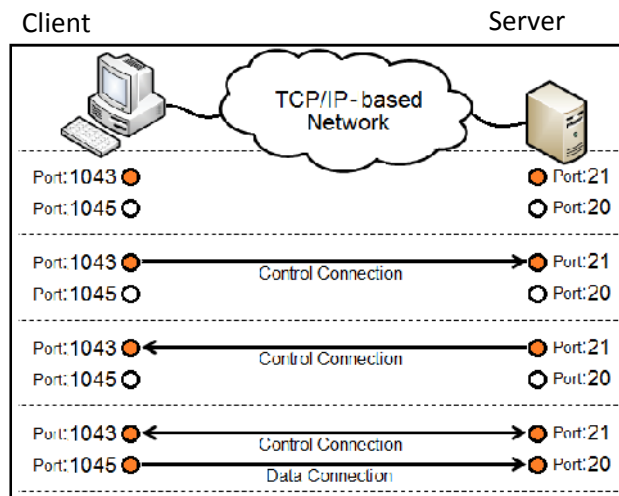 Client Server
TCP/IP-based
Network
Port:1043 Port:21
Port:1045 Port:20
Port:1043 Port:21
Control Connection
Port:1045 Port:20
Port:1043 Port:21
Control Connection
Port:1045 Port:20
Port:1043 Port:21
Control Connection
Port:1045 Port:20
Data Connection